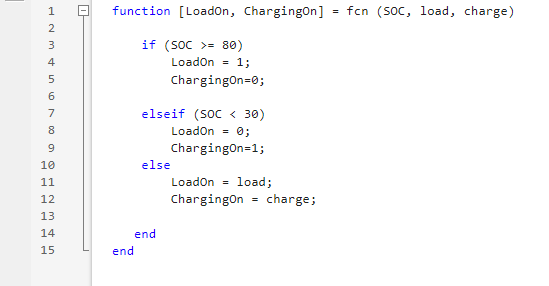 1 function [LoadOn, ChargingOn] = fcn (SOC, load, charge)
2
3 if (SOC >= 80)
4 LoadOn = 1;
5 ChargingOn=0;
6
7 elseif (SOC < 30)
8 LoadOn = 0;
9 ChargingOn=1;
10 else
11 LoadOn = load;
12 ChargingOn = charge;
13
14 end
15 end